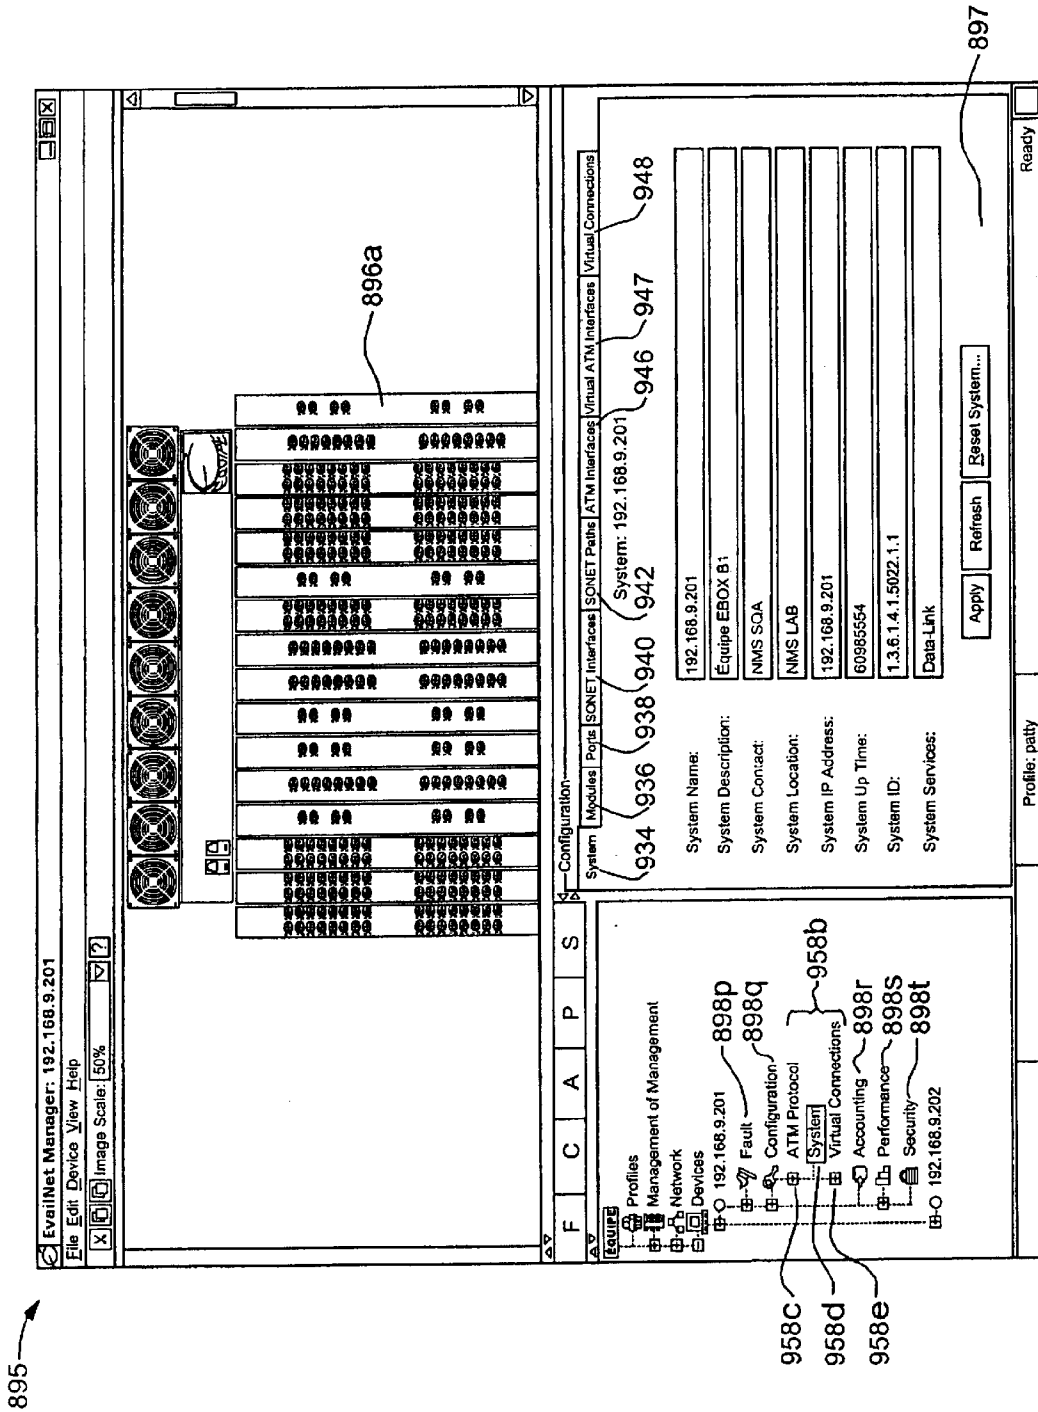 895
EvailNet Manager: 192.168.9.201
File Edit Device View Help
Image Scale: 50%
896a
F C A P S
ÉQUIPE
Profiles
Management of Management
Network
Devices
192.168.9.201
Fault
Configuration
ATM Protocol
System
Virtual Connections
Accounting
Performance
Security
192.168.9.202
898p
898q
958b
898r
898s
898t
958c
958d
958e
Configuration
System Modules Ports SONET Interfaces SONET Paths ATM Interfaces Virtual ATM Interfaces Virtual Connections
934 936 938 940 942 946 947 948
System: 192.168.9.201
System Name: 192.168.9.201
System Description: Équipe EBOX B1
System Contact: NMS SQA
System Location: NMS LAB
System IP Address: 192.168.9.201
System Up Time: 60985554
System ID: 1.3.6.1.4.1.5022.1.1
System Services: Data-Link
Apply Refresh Reset System...
897
Profile: patty
Ready